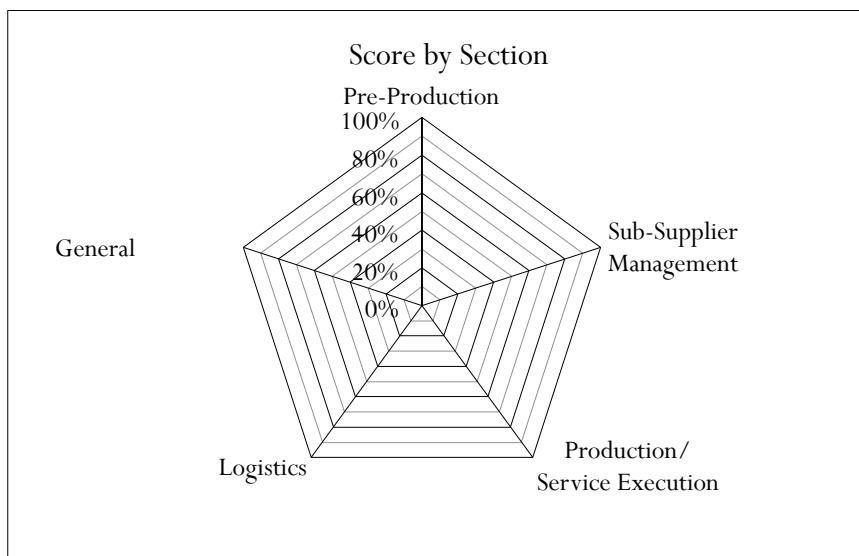 Score by Section
Pre-Production
100%
80%
60%
40%
20%
0%
General
Sub-Supplier
Management
Logistics
Production/
Service Execution